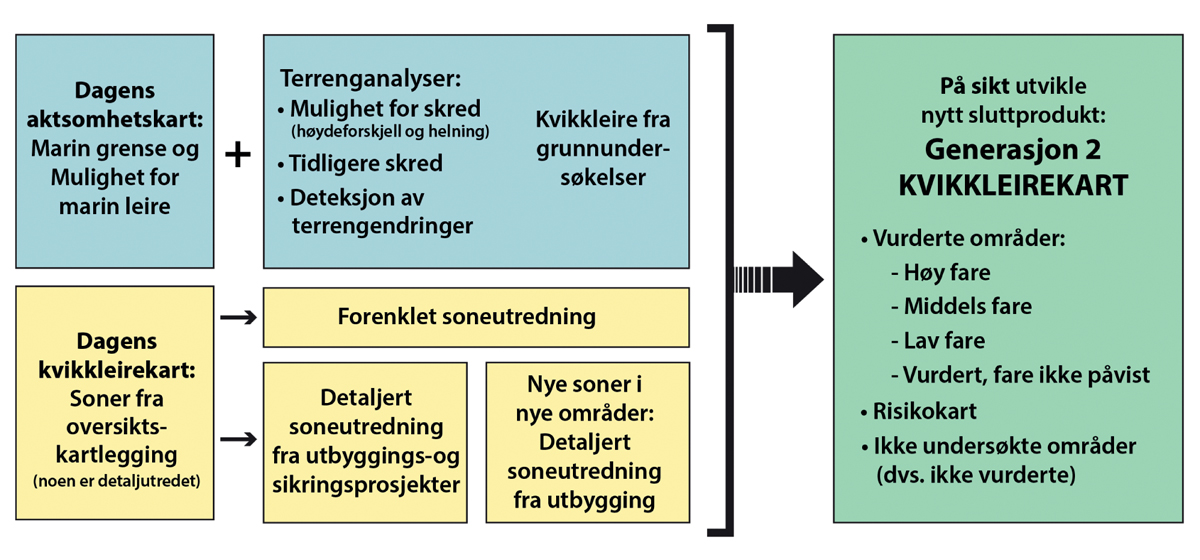 Dagens
aktsomhetskart:
Marin grense og
Mulighet for
marin leire
+
Terrenganalyser:
• Mulighet for skred
(høydeforskjell og helning)
• Tidligere skred
• Deteksjon av
terrengendringer
Kvikkleire fra
grunnunder-
søkelser
Dagens
kvikkleirekart:
Soner fra
oversikts-
kartlegging
(noen er detaljutredet)
Forenklet soneutredning
Detaljert
soneutredning
fra utbyggings-og
sikringsprosjekter
Nye soner i
nye områder:
Detaljert
soneutredning
fra utbygging
På sikt utvikle
nytt sluttprodukt:
Generasjon 2
KVIKKLEIREKART
• Vurderte områder:
- Høy fare
- Middels fare
- Lav fare
- Vurdert, fare ikke påvist
• Risikokart
• Ikke undersøkte områder
(dvs. ikke vurderte)